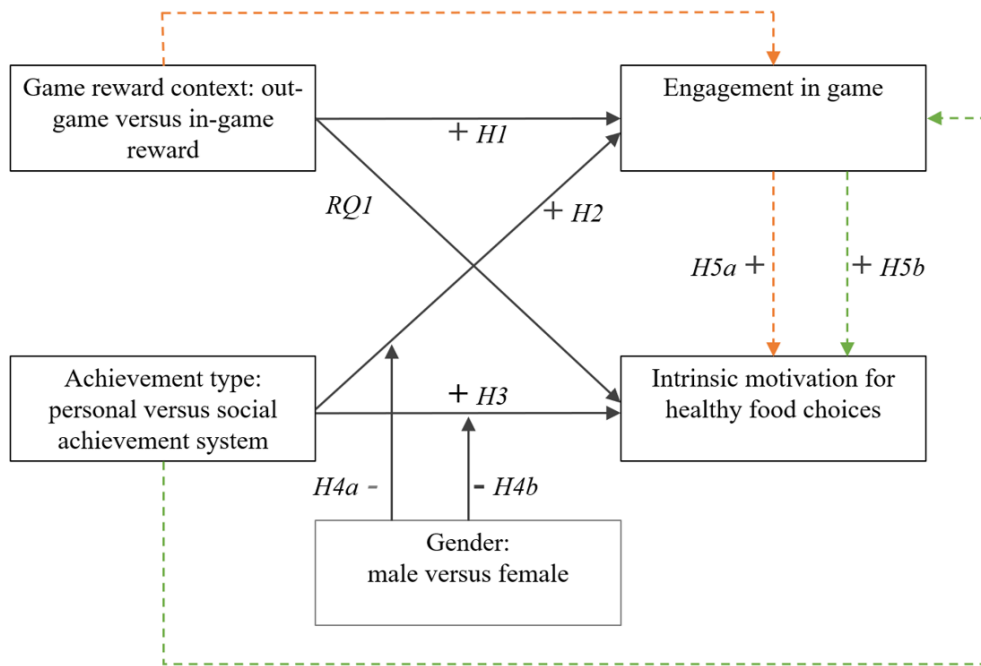 Game reward context: out-
game versus in-game
reward
Engagement in game
+ H1
RQ1
+ H2
H5a +
+ H5b
Achievement type:
personal versus social
achievement system
+ H3
Intrinsic motivation for
healthy food choices
H4a -
- H4b
Gender:
male versus female